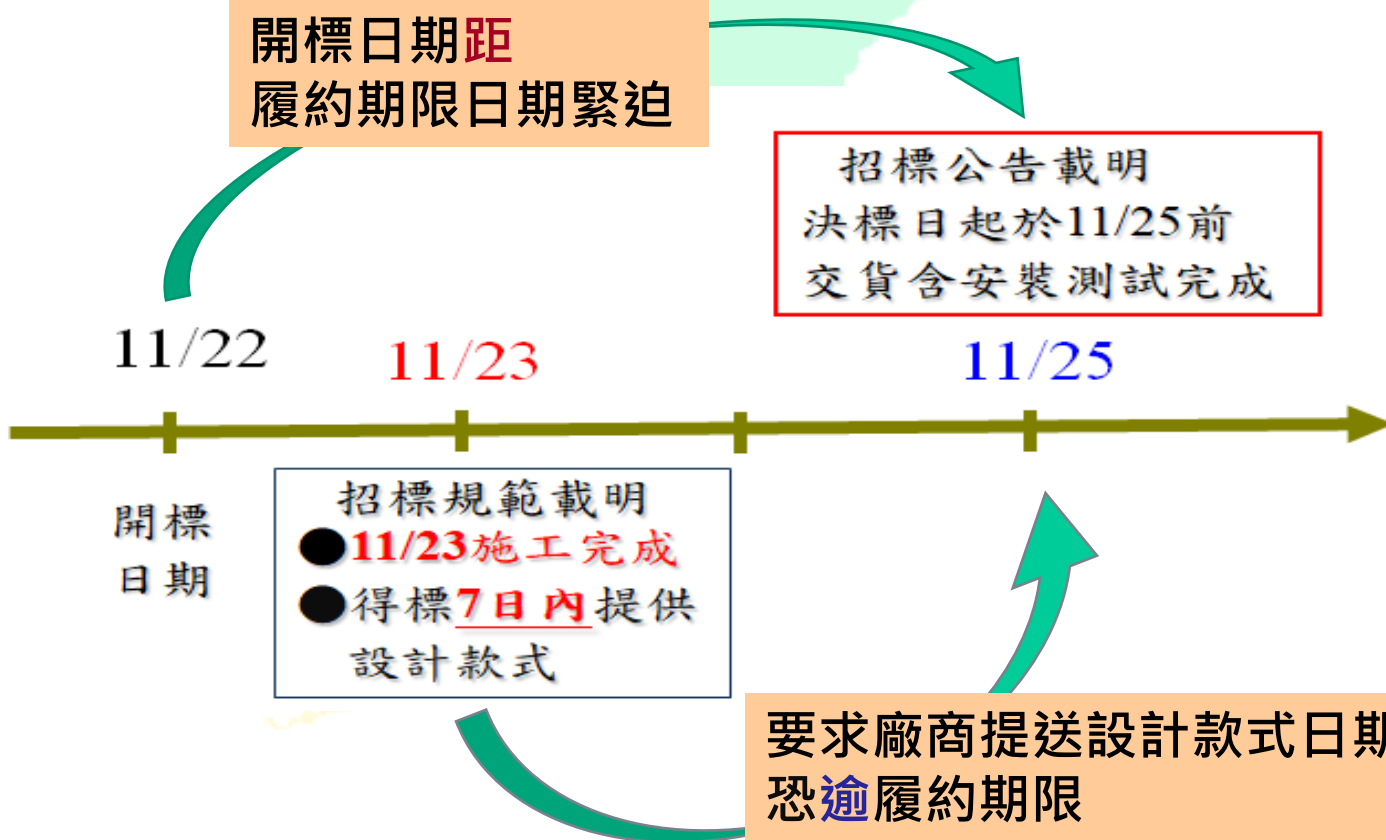 開標日期距
履約期限日期緊迫
招標公告載明
決標日起於11/25前
交貨含安裝測試完成
11/22
11/23
11/25
開標
日期
招標規範載明
●11/23施工完成
●得標7日內提供
設計款式
要求廠商提送設計款式日期
恐逾履約期限